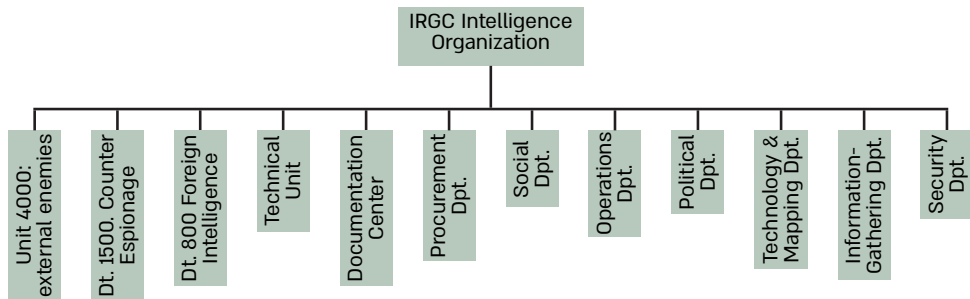 IRGC Intelligence
Organization
Unit 4000:
external enemies
Dt. 1500. Counter
Espionage
Dt. 800 Foreign
Intelligence
Technical
Unit
Documentation
Center
Procurement
Dpt.
Social
Dpt.
Operations
Dpt.
Political
Dpt.
Technology &
Mapping Dpt.
Information-
Gathering Dpt.
Security
Dpt.